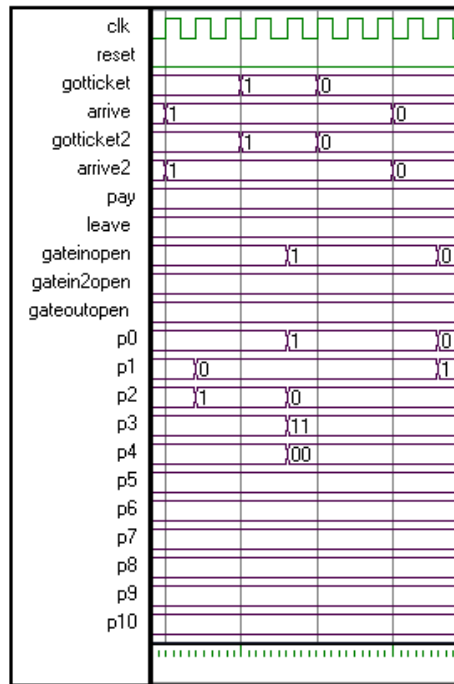 clk
reset
gotticket 1 0
arrive 1 0
gotticket2 1 0
arrive2 1 0
pay
leave
gateinopen 1 0
gatein2open
gateoutopen
p0 1 0
p1 0 1
p2 1 0
p3 11
p4 00
p5
p6
p7
p8
p9
p10